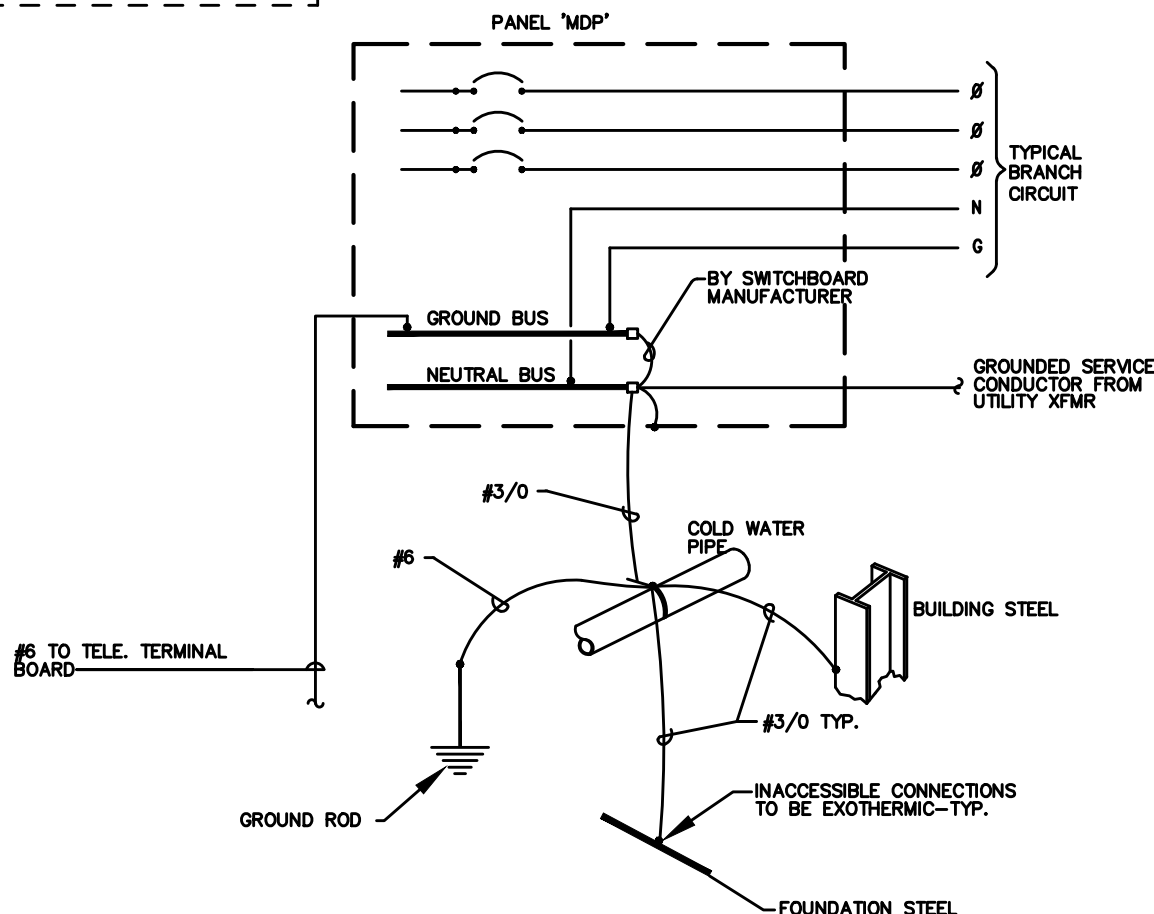 PANEL 'MDP'
Ø
Ø
Ø
N
G
TYPICAL
BRANCH
CIRCUIT
BY SWITCHBOARD
MANUFACTURER
GROUND BUS
NEUTRAL BUS
GROUNDED SERVICE
CONDUCTOR FROM
UTILITY XFMR
#3/0
COLD WATER
PIPE
#6
BUILDING STEEL
#6 TO TELE. TERMINAL
BOARD
#3/0 TYP.
INACCESSIBLE CONNECTIONS
TO BE EXOTHERMIC-TYP.
GROUND ROD
FOUNDATION STEEL